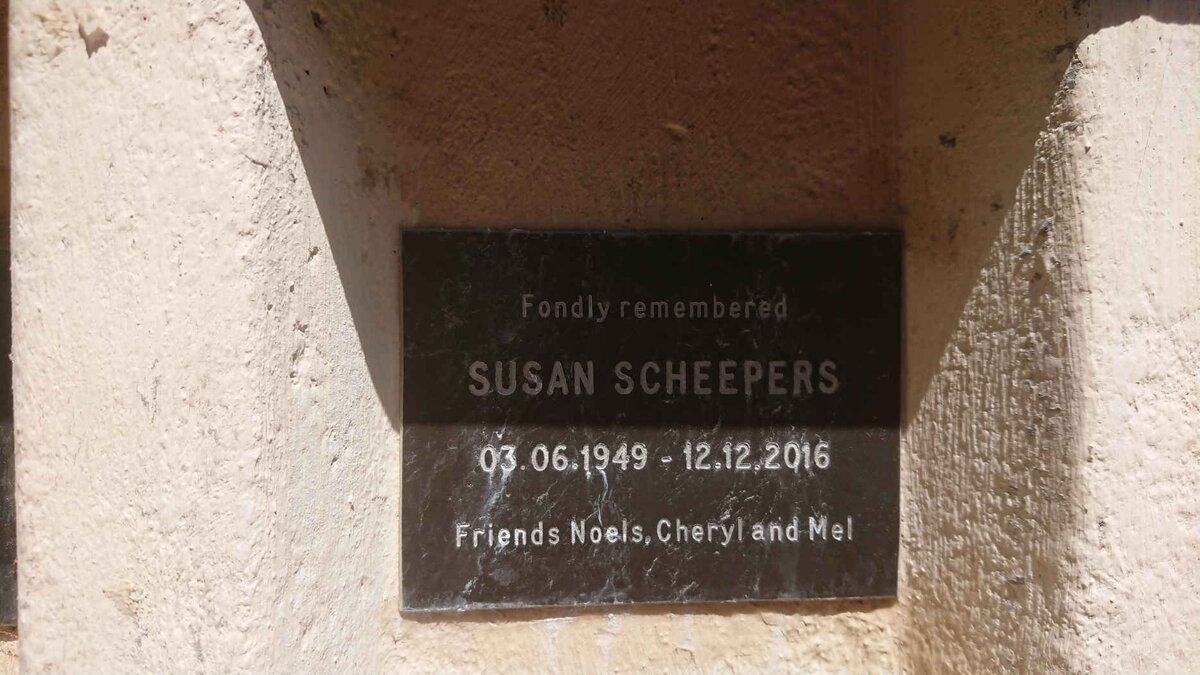 Fondly remembered
SUSAN SCHEEPERS
03.06.1949 - 12.12.2016
Friends Noels, Cheryl and Mel